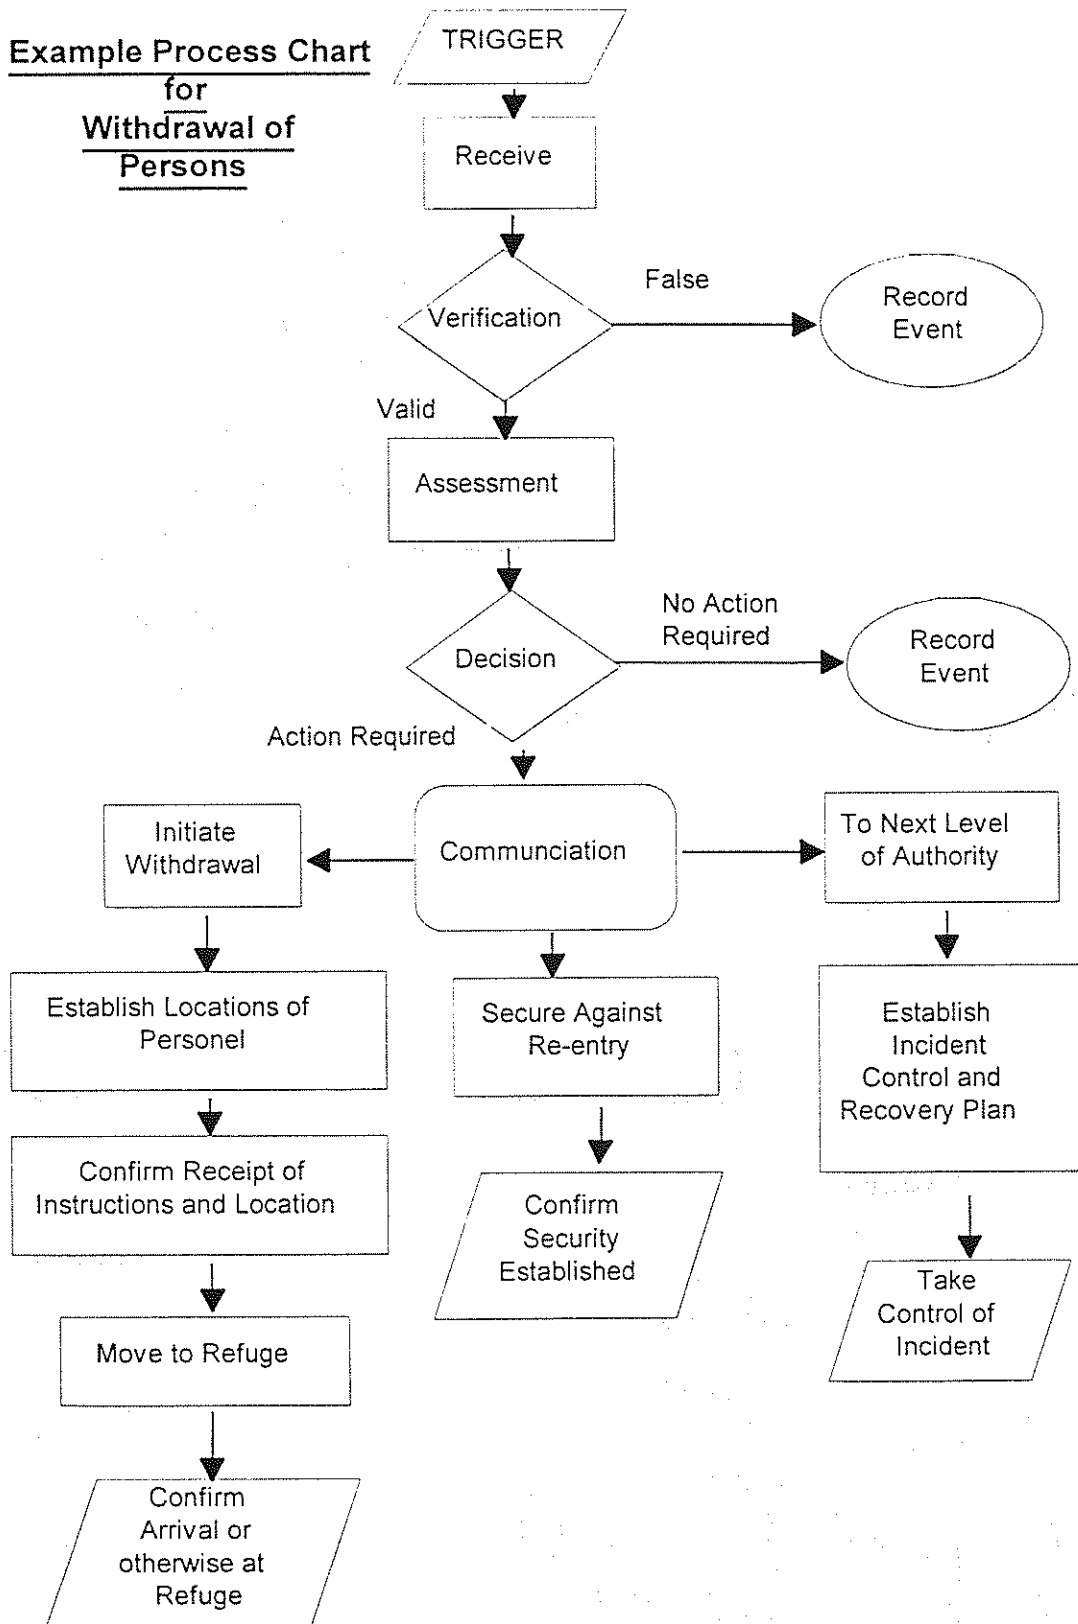 Example Process Chart
for
Withdrawal of
Persons
TRIGGER
Receive
Verification
False
Record
Event
Valid
Assessment
Decision
No Action
Required
Record
Event
Action Required
Communciation
Initiate
Withdrawal
To Next Level
of Authority
Establish Locations of
Personel
Secure Against
Re-entry
Establish
Incident
Control and
Recovery Plan
Confirm Receipt of
Instructions and Location
Confirm
Security
Established
Take
Control of
Incident
Move to Refuge
Confirm
Arrival or
otherwise at
Refuge